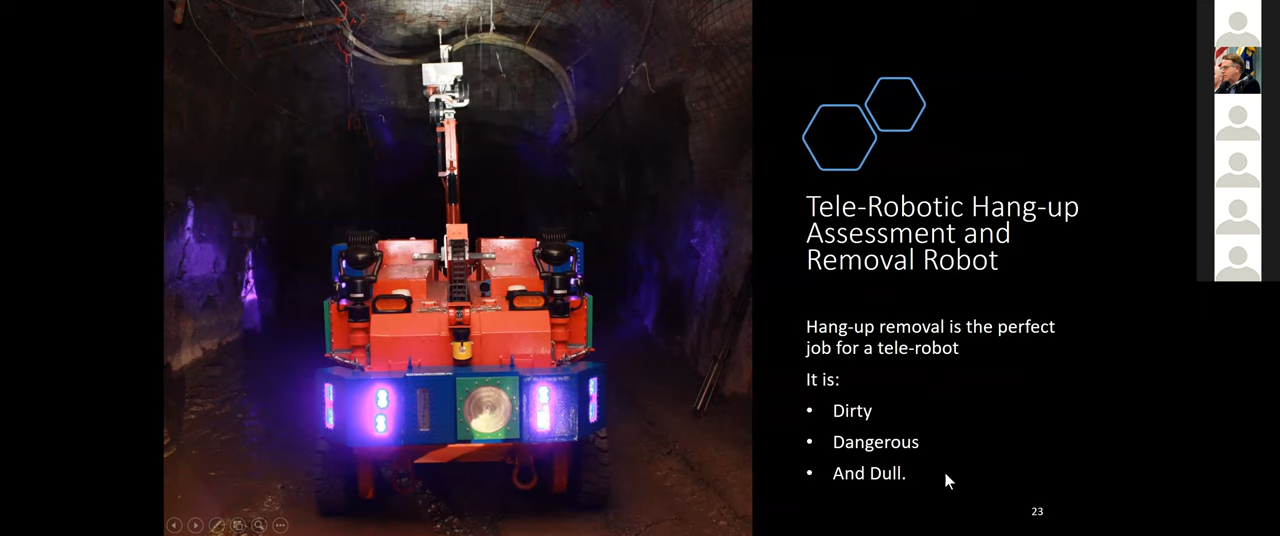 Tele-Robotic Hang-up
Assessment and
Removal Robot
Hang-up removal is the perfect
job for a tele-robot
It is:
• Dirty
• Dangerous
• And Dull.
23